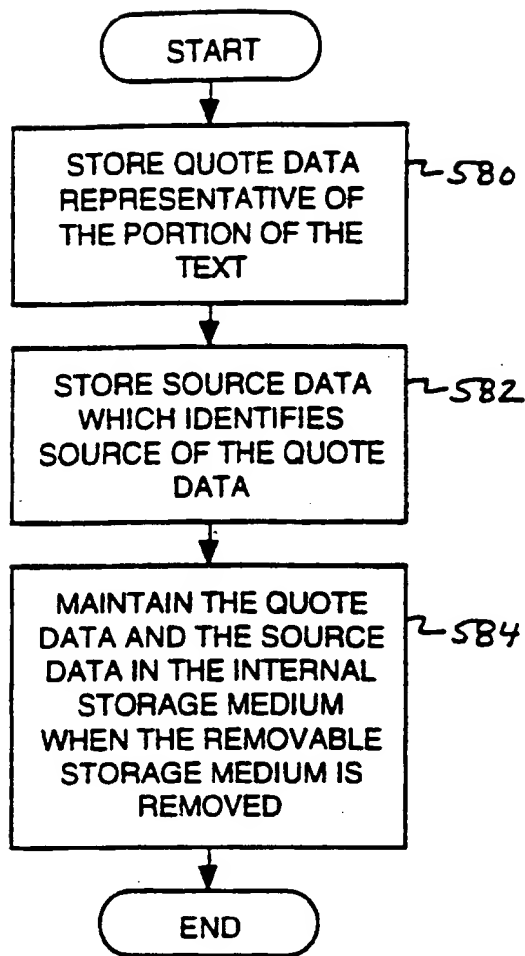 START
STORE QUOTE DATA
REPRESENTATIVE OF
THE PORTION OF THE
TEXT
580
STORE SOURCE DATA
WHICH IDENTIFIES
SOURCE OF THE QUOTE
DATA
582
MAINTAIN THE QUOTE
DATA AND THE SOURCE
DATA IN THE INTERNAL
STORAGE MEDIUM
WHEN THE REMOVABLE
STORAGE MEDIUM IS
REMOVED
584
END